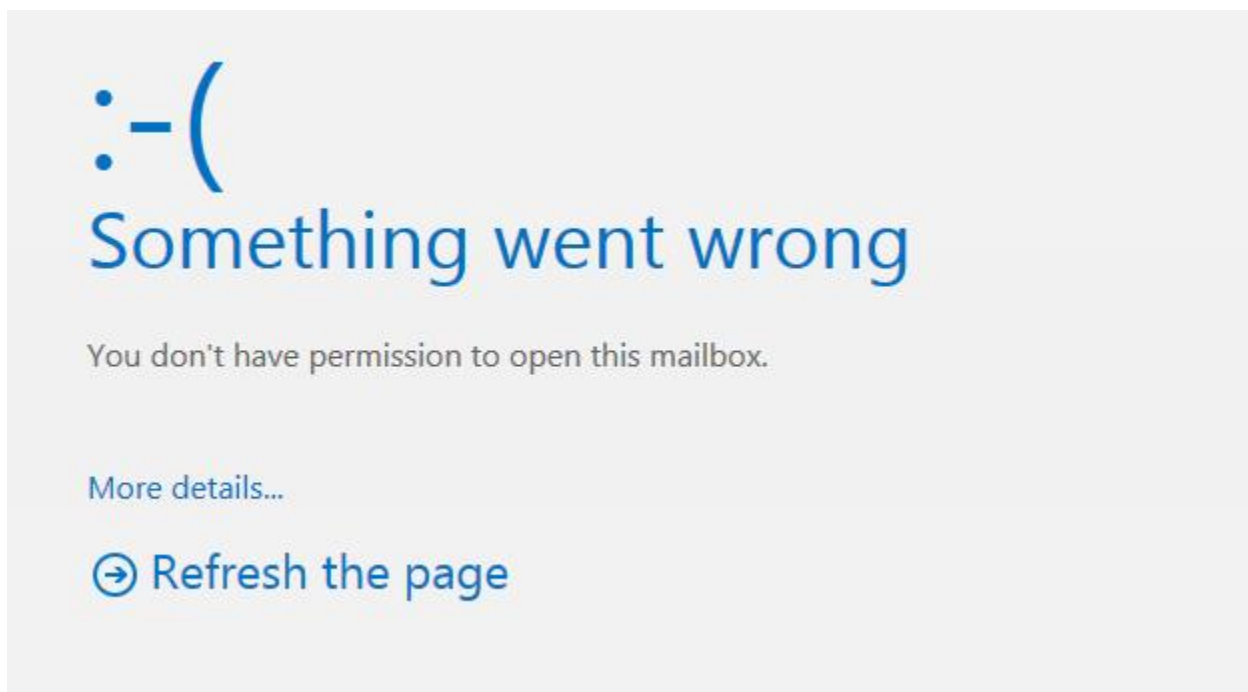 :-(
Something went wrong
You don't have permission to open this mailbox.
More details...
Refresh the page